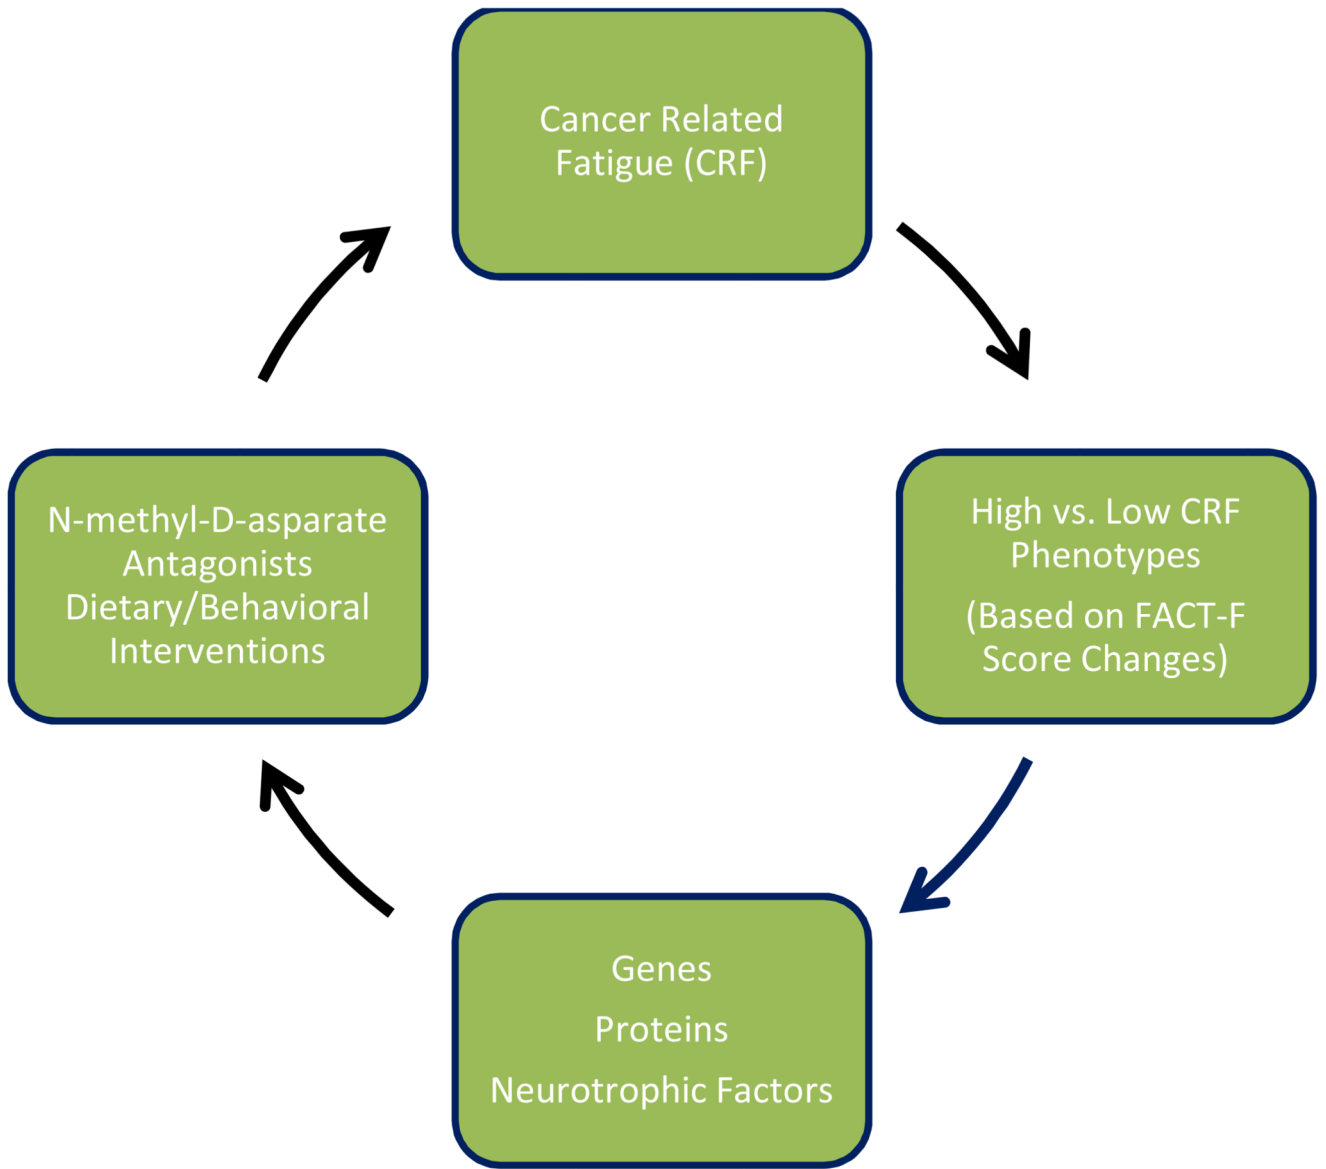 Cancer Related
Fatigue (CRF)
High vs. Low CRF
Phenotypes
(Based on FACT-F
Score Changes)
Genes
Proteins
Neurotrophic Factors
N-methyl-D-asparate
Antagonists
Dietary/Behavioral
Interventions